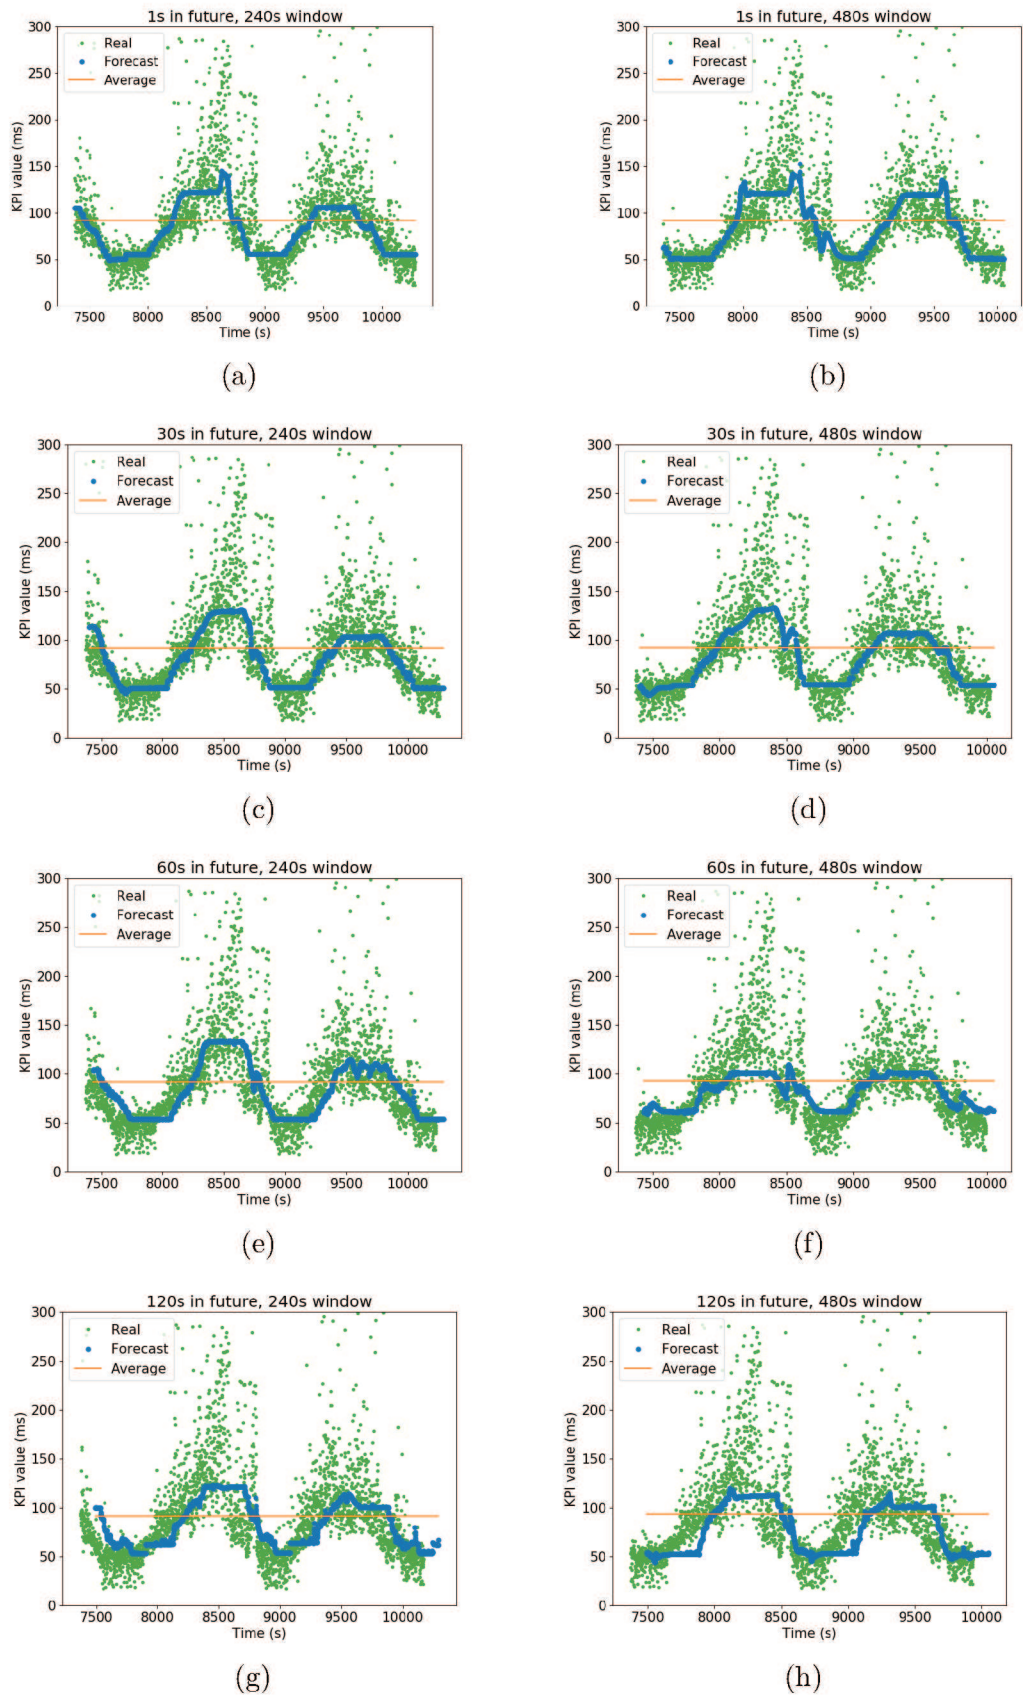 1s in future, 240s window
300
250
200
150
100
50
0
KPI value (ms)
Real
Forecast
Average
7500 8000 8500 9000 9500 10000
Time (s)
(a)
1s in future, 480s window
300
250
200
150
100
50
0
KPI value (ms)
Real
Forecast
Average
7500 8000 8500 9000 9500 10000
Time (s)
(b)
30s in future, 240s window
300
250
200
150
100
50
0
KPI value (ms)
Real
Forecast
Average
7500 8000 8500 9000 9500 10000
Time (s)
(c)
30s in future, 480s window
300
250
200
150
100
50
0
KPI value (ms)
Real
Forecast
Average
7500 8000 8500 9000 9500 10000
Time (s)
(d)
60s in future, 240s window
300
250
200
150
100
50
0
KPI value (ms)
Real
Forecast
Average
7500 8000 8500 9000 9500 10000
Time (s)
(e)
60s in future, 480s window
300
250
200
150
100
50
0
KPI value (ms)
Real
Forecast
Average
7500 8000 8500 9000 9500 10000
Time (s)
(f)
120s in future, 240s window
300
250
200
150
100
50
0
KPI value (ms)
Real
Forecast
Average
7500 8000 8500 9000 9500 10000
Time (s)
(g)
120s in future, 480s window
300
250
200
150
100
50
0
KPI value (ms)
Real
Forecast
Average
7500 8000 8500 9000 9500 10000
Time (s)
(h)